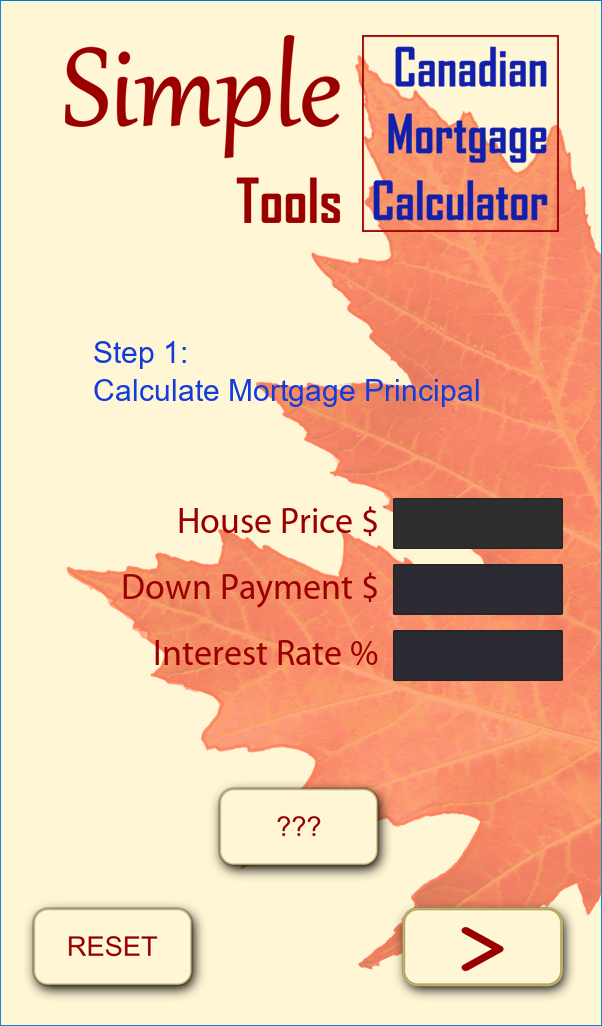 Simple
Tools
Canadian
Mortgage
Calculator
Step 1:
Calculate Mortgage Principal
House Price $
Down Payment $
Interest Rate %
???
RESET
>